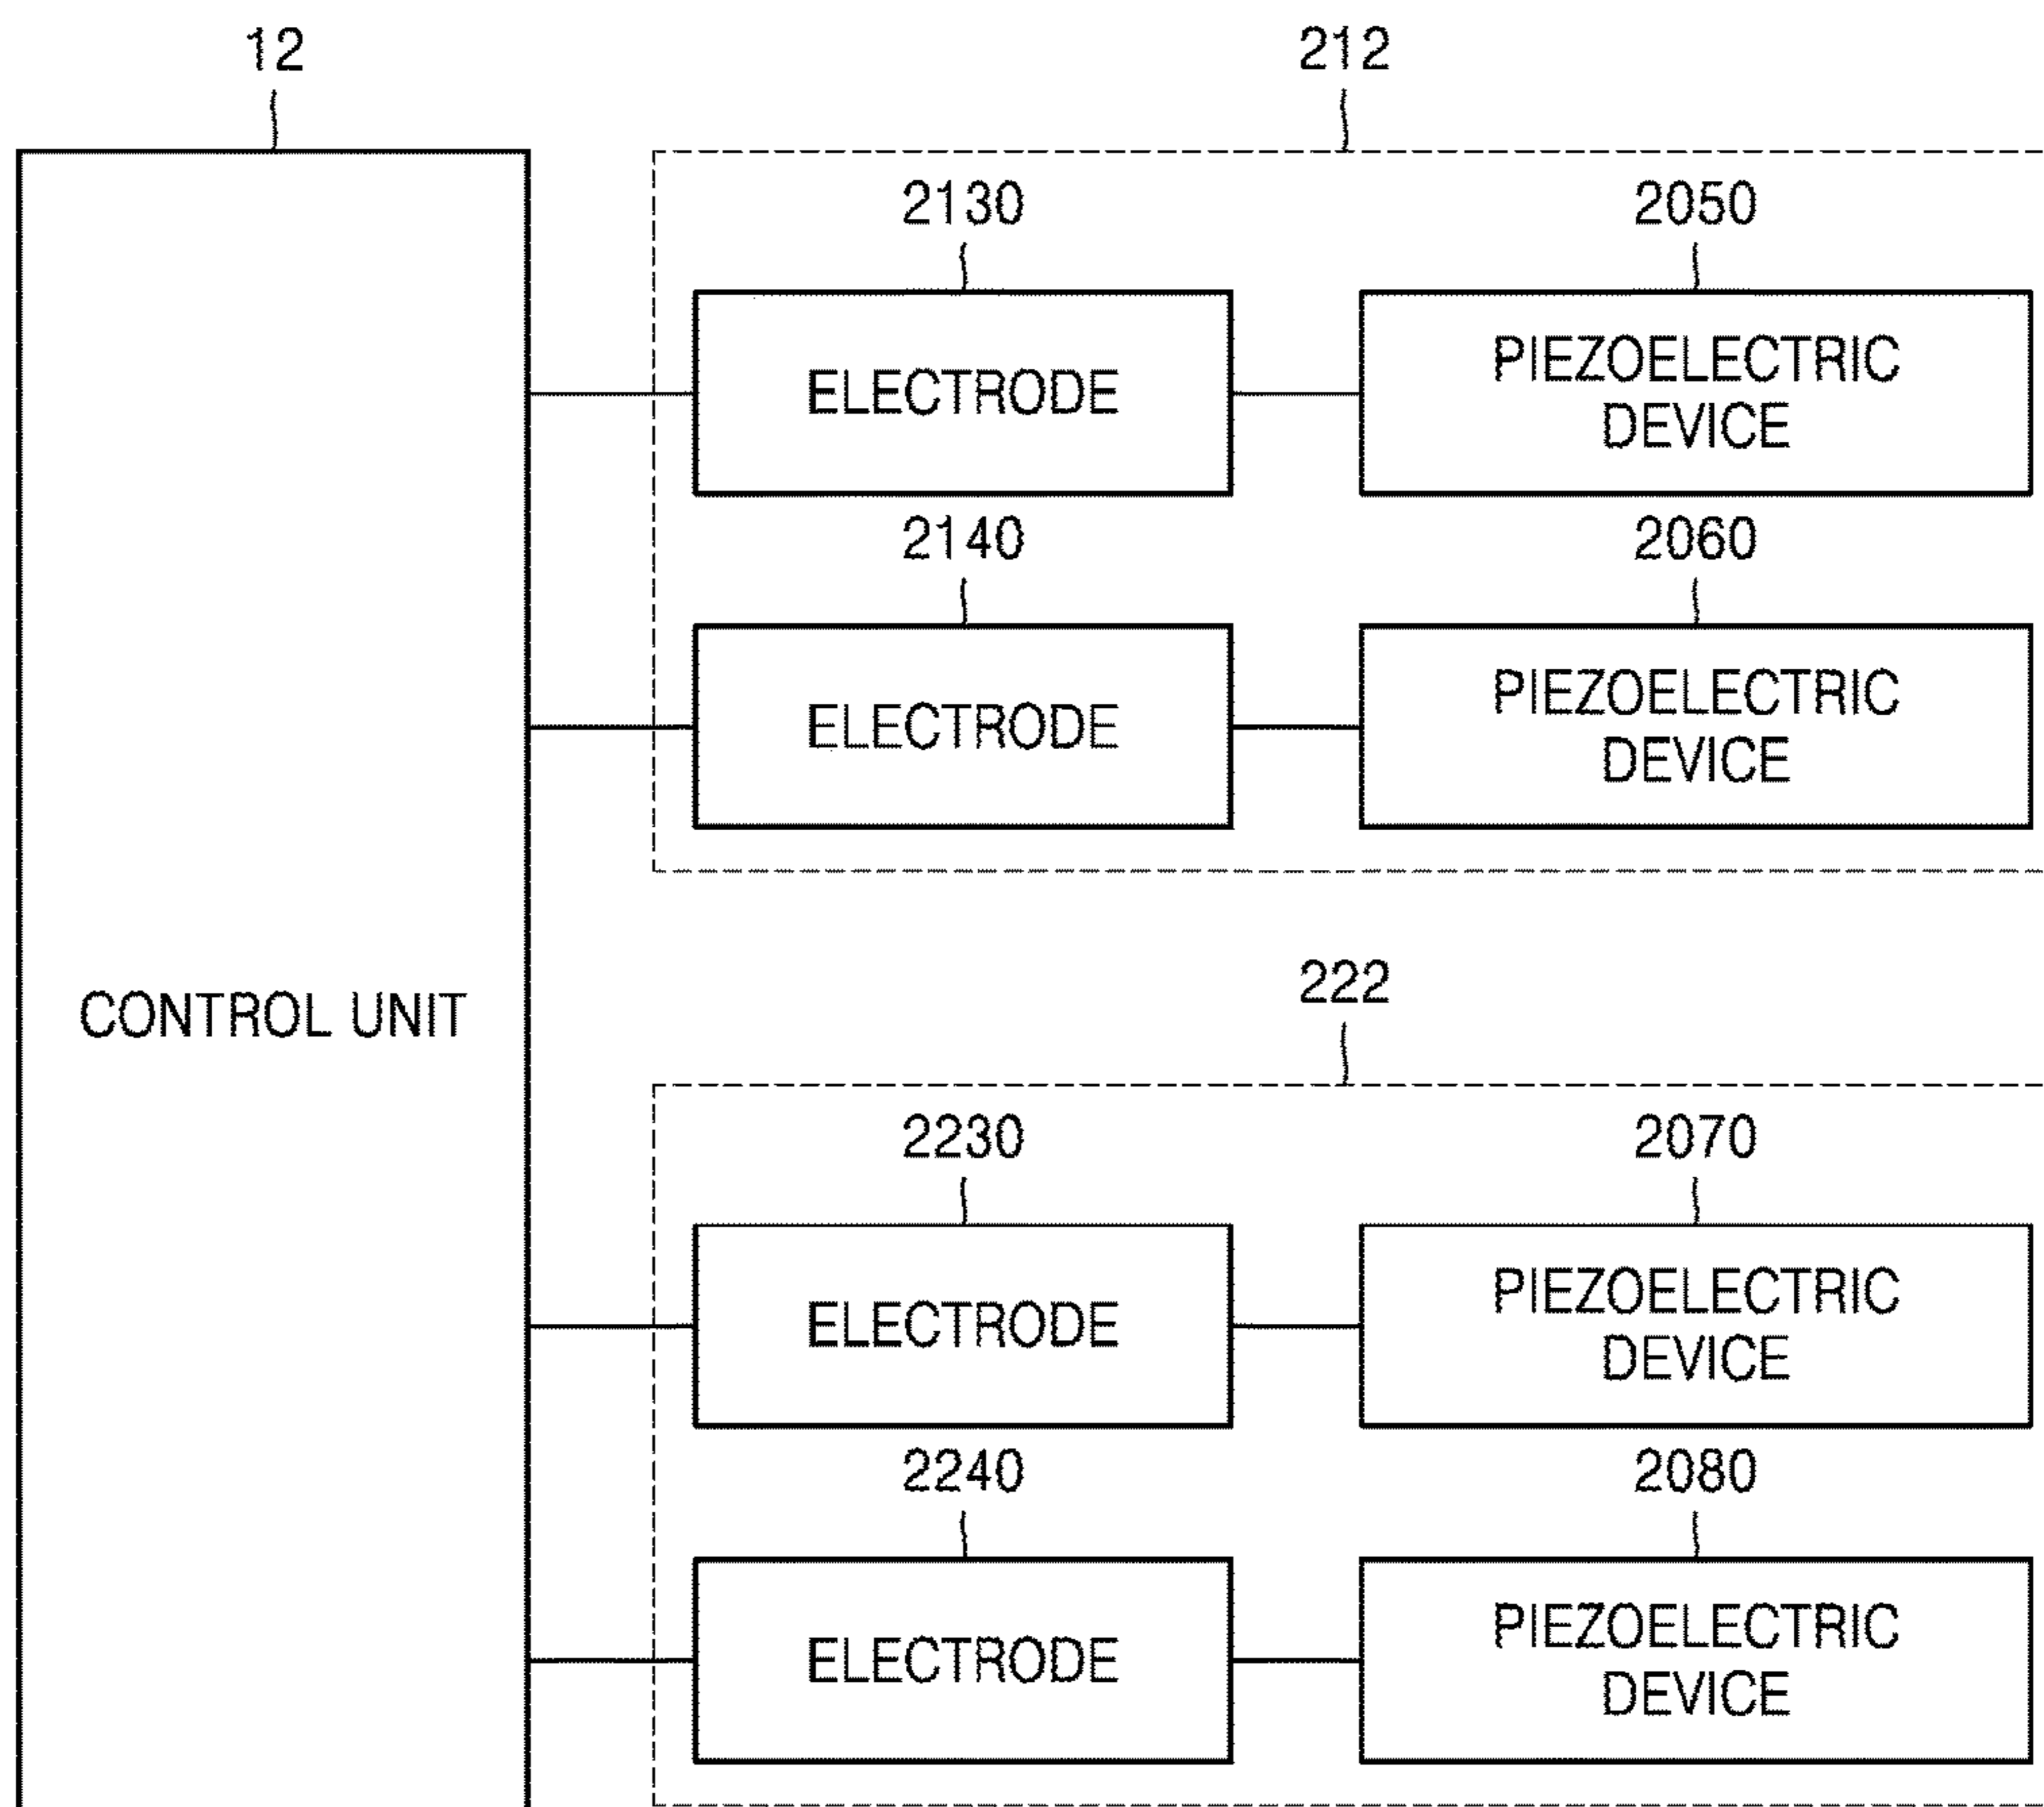 12
212
2130
2050
ELECTRODE
PIEZOELECTRIC
DEVICE
2140
2060
ELECTRODE
PIEZOELECTRIC
DEVICE
CONTROL UNIT
222
2230
2070
ELECTRODE
PIEZOELECTRIC
DEVICE
2240
2080
ELECTRODE
PIEZOELECTRIC
DEVICE